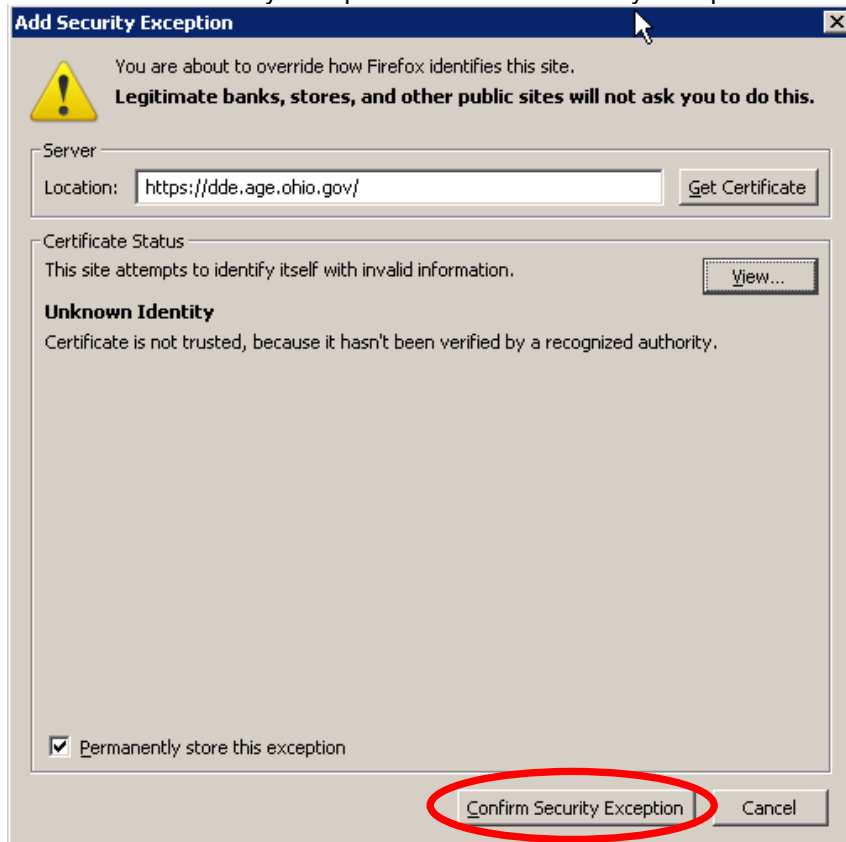 Add Security Exception
You are about to override how Firefox identifies this site.
Legitimate banks, stores, and other public sites will not ask you to do this.
Server
Location: https://dde.age.ohio.gov/ Get Certificate
Certificate Status
This site attempts to identify itself with invalid information. View...
Unknown Identity
Certificate is not trusted, because it hasn't been verified by a recognized authority.
Permanently store this exception
Confirm Security Exception Cancel